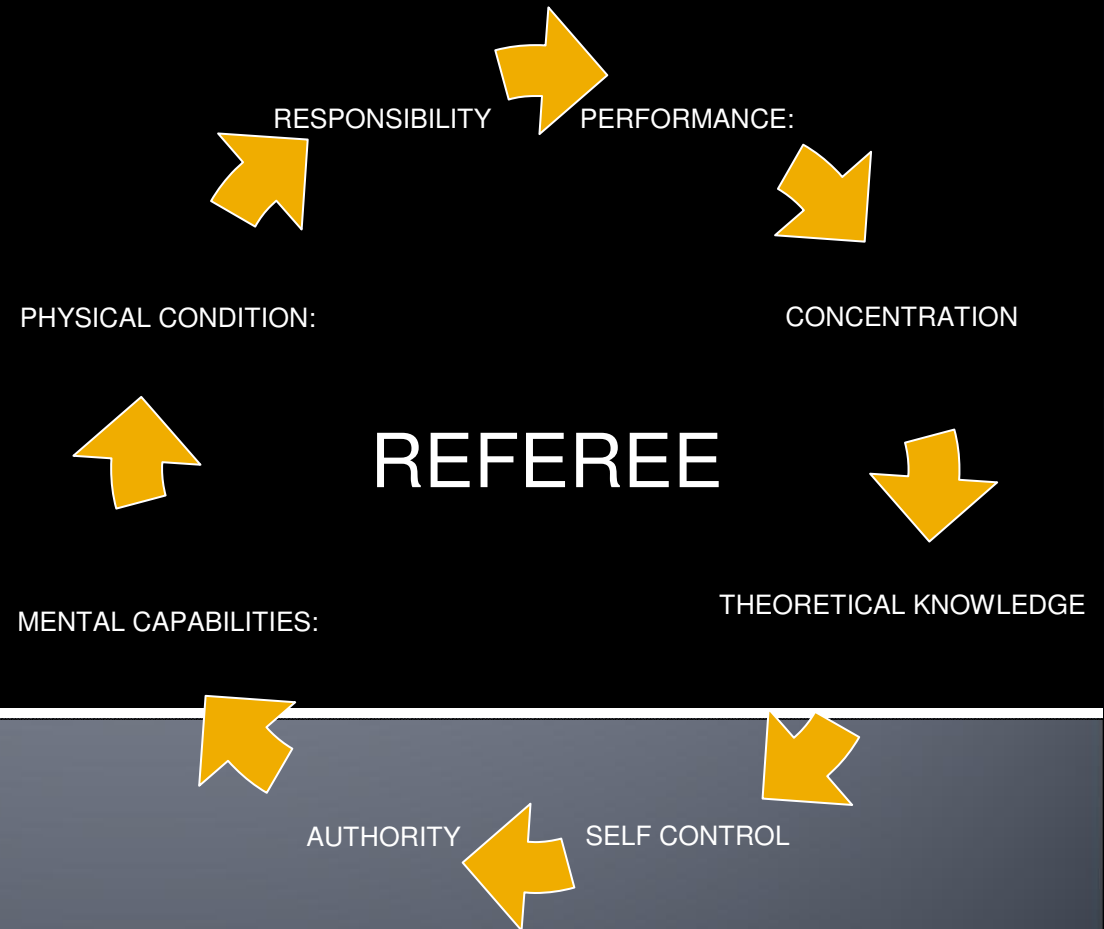 RESPONSIBILITY
PERFORMANCE:
PHYSICAL CONDITION:
CONCENTRATION
REFEREE
MENTAL CAPABILITIES:
THEORETICAL KNOWLEDGE
AUTHORITY
SELF CONTROL